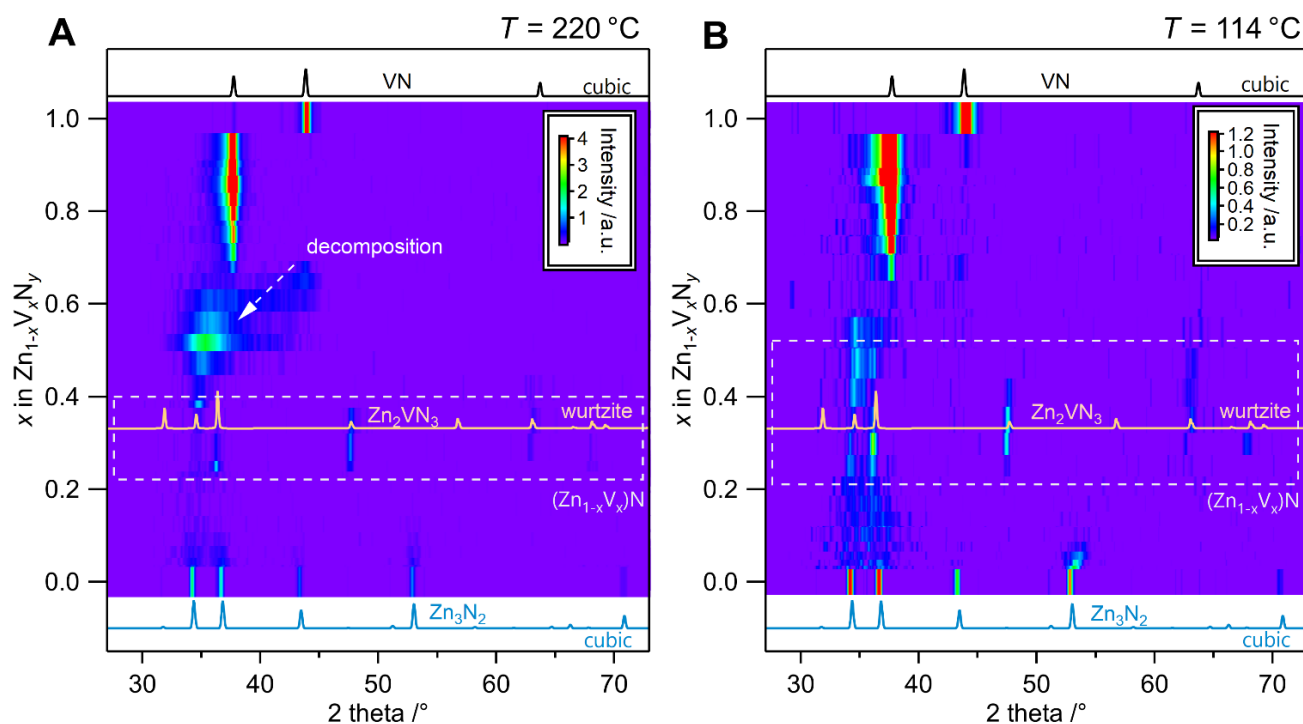 A
T = 220 °C
VN
cubic
4
3
2
1
Intensity /a.u.
decomposition
Zn2VN3
wurtzite
(Zn1-xVx)N
Zn3N2
cubic
1.0
0.8
0.6
0.4
0.2
0.0
x in Zn1-xVxNy
30
40
50
60
70
2 theta /°
B
T = 114 °C
VN
cubic
1.2
1.0
0.8
0.6
0.4
0.2
Intensity /a.u.
Zn2VN3
wurtzite
(Zn1-xVx)N
Zn3N2
cubic
1.0
0.8
0.6
0.4
0.2
0.0
x in Zn1-xVxNy
30
40
50
60
70
2 theta /°